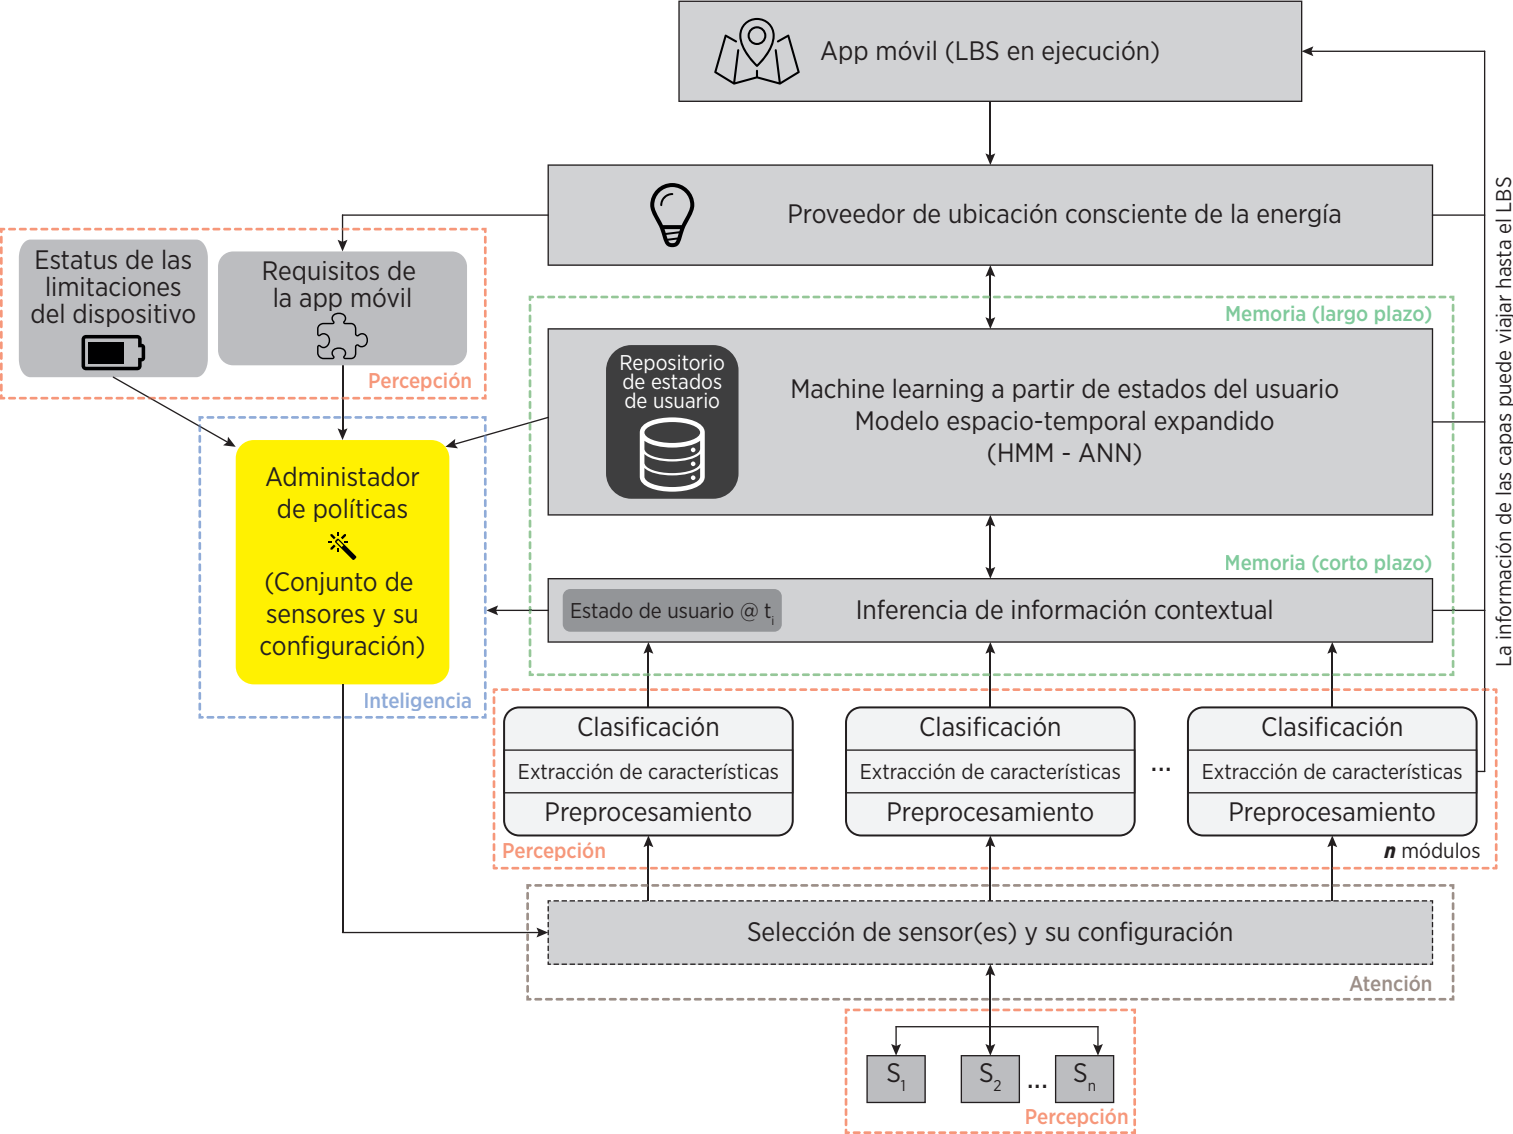 App móvil (LBS en ejecución)
Proveedor de ubicación consciente de la energía
Estatus de las
limitaciones
del dispositivo
Requisitos de
la app móvil
Percepción
Memoria (largo plazo)
Repositorio
de estados
de usuario
Machine learning a partir de estados del usuario
Modelo espacio-temporal expandido
(HMM - ANN)
La información de las capas puede viajar hasta el LBS
Administador
de políticas
(Conjunto de
sensores y su
configuración)
Inteligencia
Memoria (corto plazo)
Estado de usuario @ ti
Inferencia de información contextual
Clasificación
Extracción de características
Preprocesamiento
Clasificación
Extracción de características
Preprocesamiento
...
Clasificación
Extracción de características
Preprocesamiento
Percepción
n módulos
Selección de sensor(es) y su configuración
Atención
S1
S2
...
Sn
Percepción